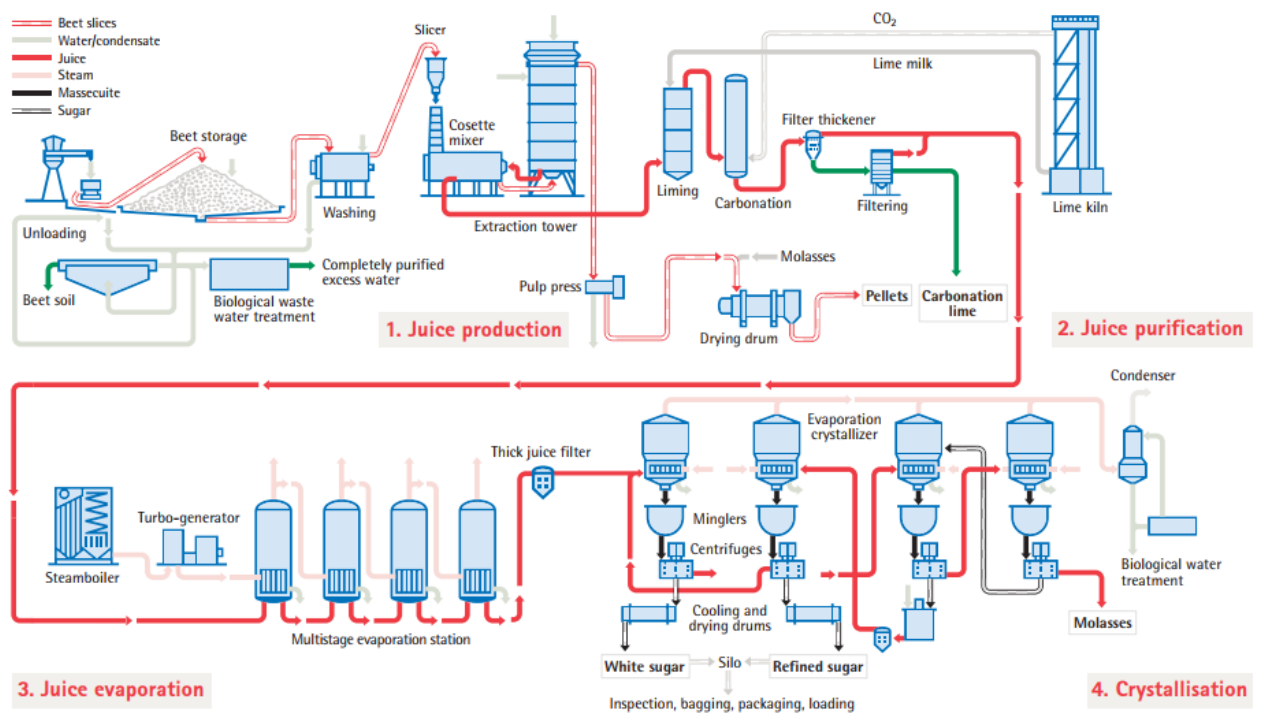 Beet slices
Water/condensate
Juice
Steam
Massecuite
Sugar
Slicer
CO2
Lime milk
Beet storage
Cosette
mixer
Filter thickener
Unloading
Washing
Extraction tower
Liming
Carbonation
Filtering
Lime kiln
Beet soil
Biological waste
water treatment
Completely purified
excess water
Pulp press
Molasses
Drying drum
Pellets
Carbonation
lime
1. Juice production
2. Juice purification
Condenser
Evaporation
crystallizer
Thick juice filter
Turbo-generator
Steamboiler
Minglers
Centrifuges
Multistage evaporation station
Cooling and
drying drums
Biological water
treatment
Molasses
White sugar
Silo
Refined sugar
Inspection, bagging, packaging, loading
3. Juice evaporation
4. Crystallisation